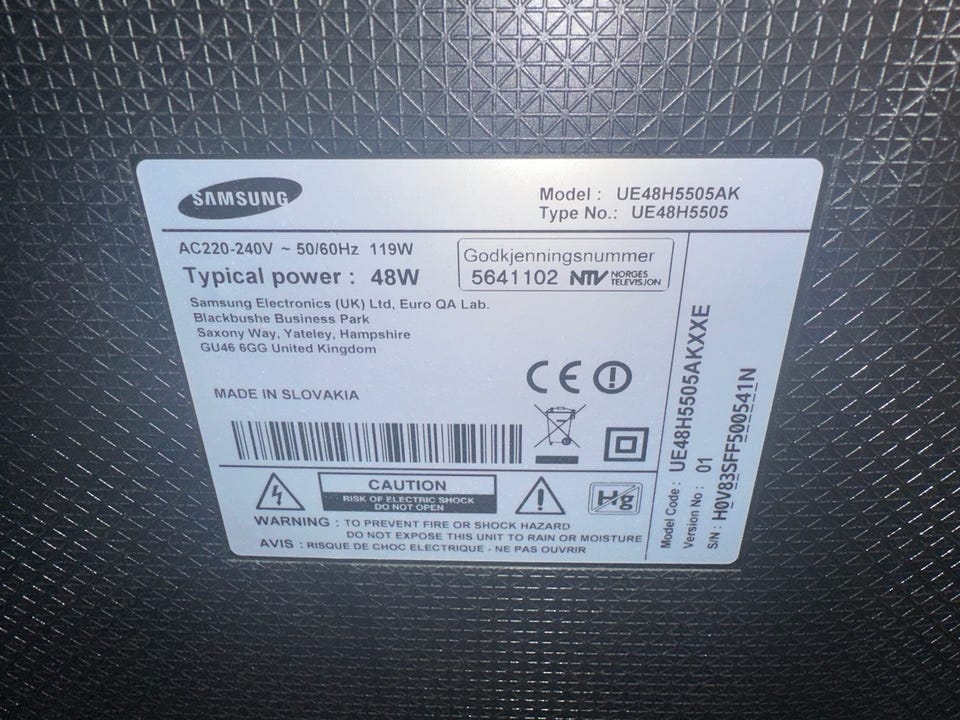 SAMSUNG
Model : UE48H5505AK
Type No.: UE48H5505
AC220-240V ~ 50/60Hz 119W
Typical power : 48W
Godkjenningsnummer
5641102 NTV NORGES TELEVISJON
Samsung Electronics (UK) Ltd, Euro QA Lab.
Blackbushe Business Park
Saxony Way, Yateley, Hampshire
GU46 6GG United Kingdom
CE
MADE IN SLOVAKIA
CAUTION
RISK OF ELECTRIC SHOCK
DO NOT OPEN
Hg
WARNING : TO PREVENT FIRE OR SHOCK HAZARD
DO NOT EXPOSE THIS UNIT TO RAIN OR MOISTURE
AVIS : RISQUE DE CHOC ELECTRIQUE - NE PAS OUVRIR
Model Code : UE48H5505AKXXE
Version No : 01
S/N : H0V83SFF500541N